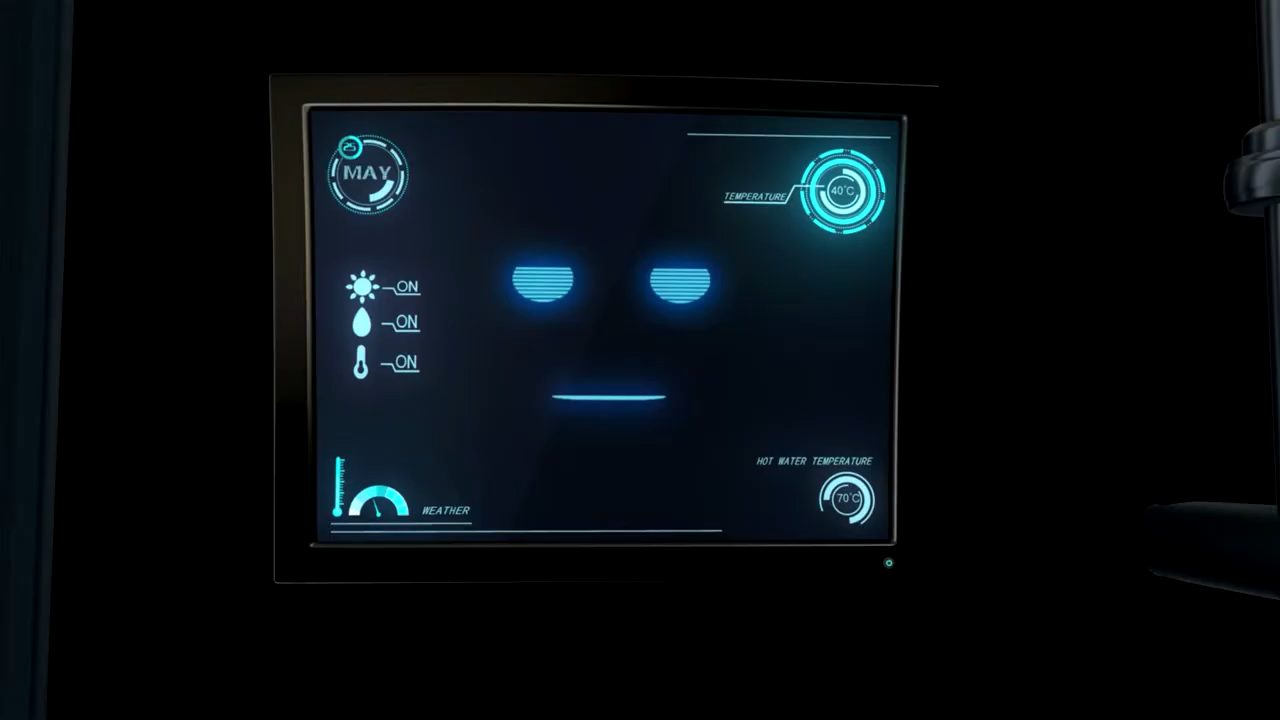 25
MAY
TEMPERATURE
40°C
ON
ON
ON
HOT WATER TEMPERATURE
70°C
WEATHER